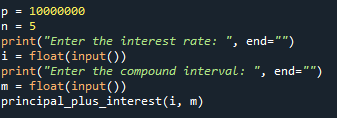 p = 10000000
n = 5
print("Enter the interest rate: ", end="")
i = float(input())
print("Enter the compound interval: ", end="")
m = float(input())
principal_plus_interest(i, m)